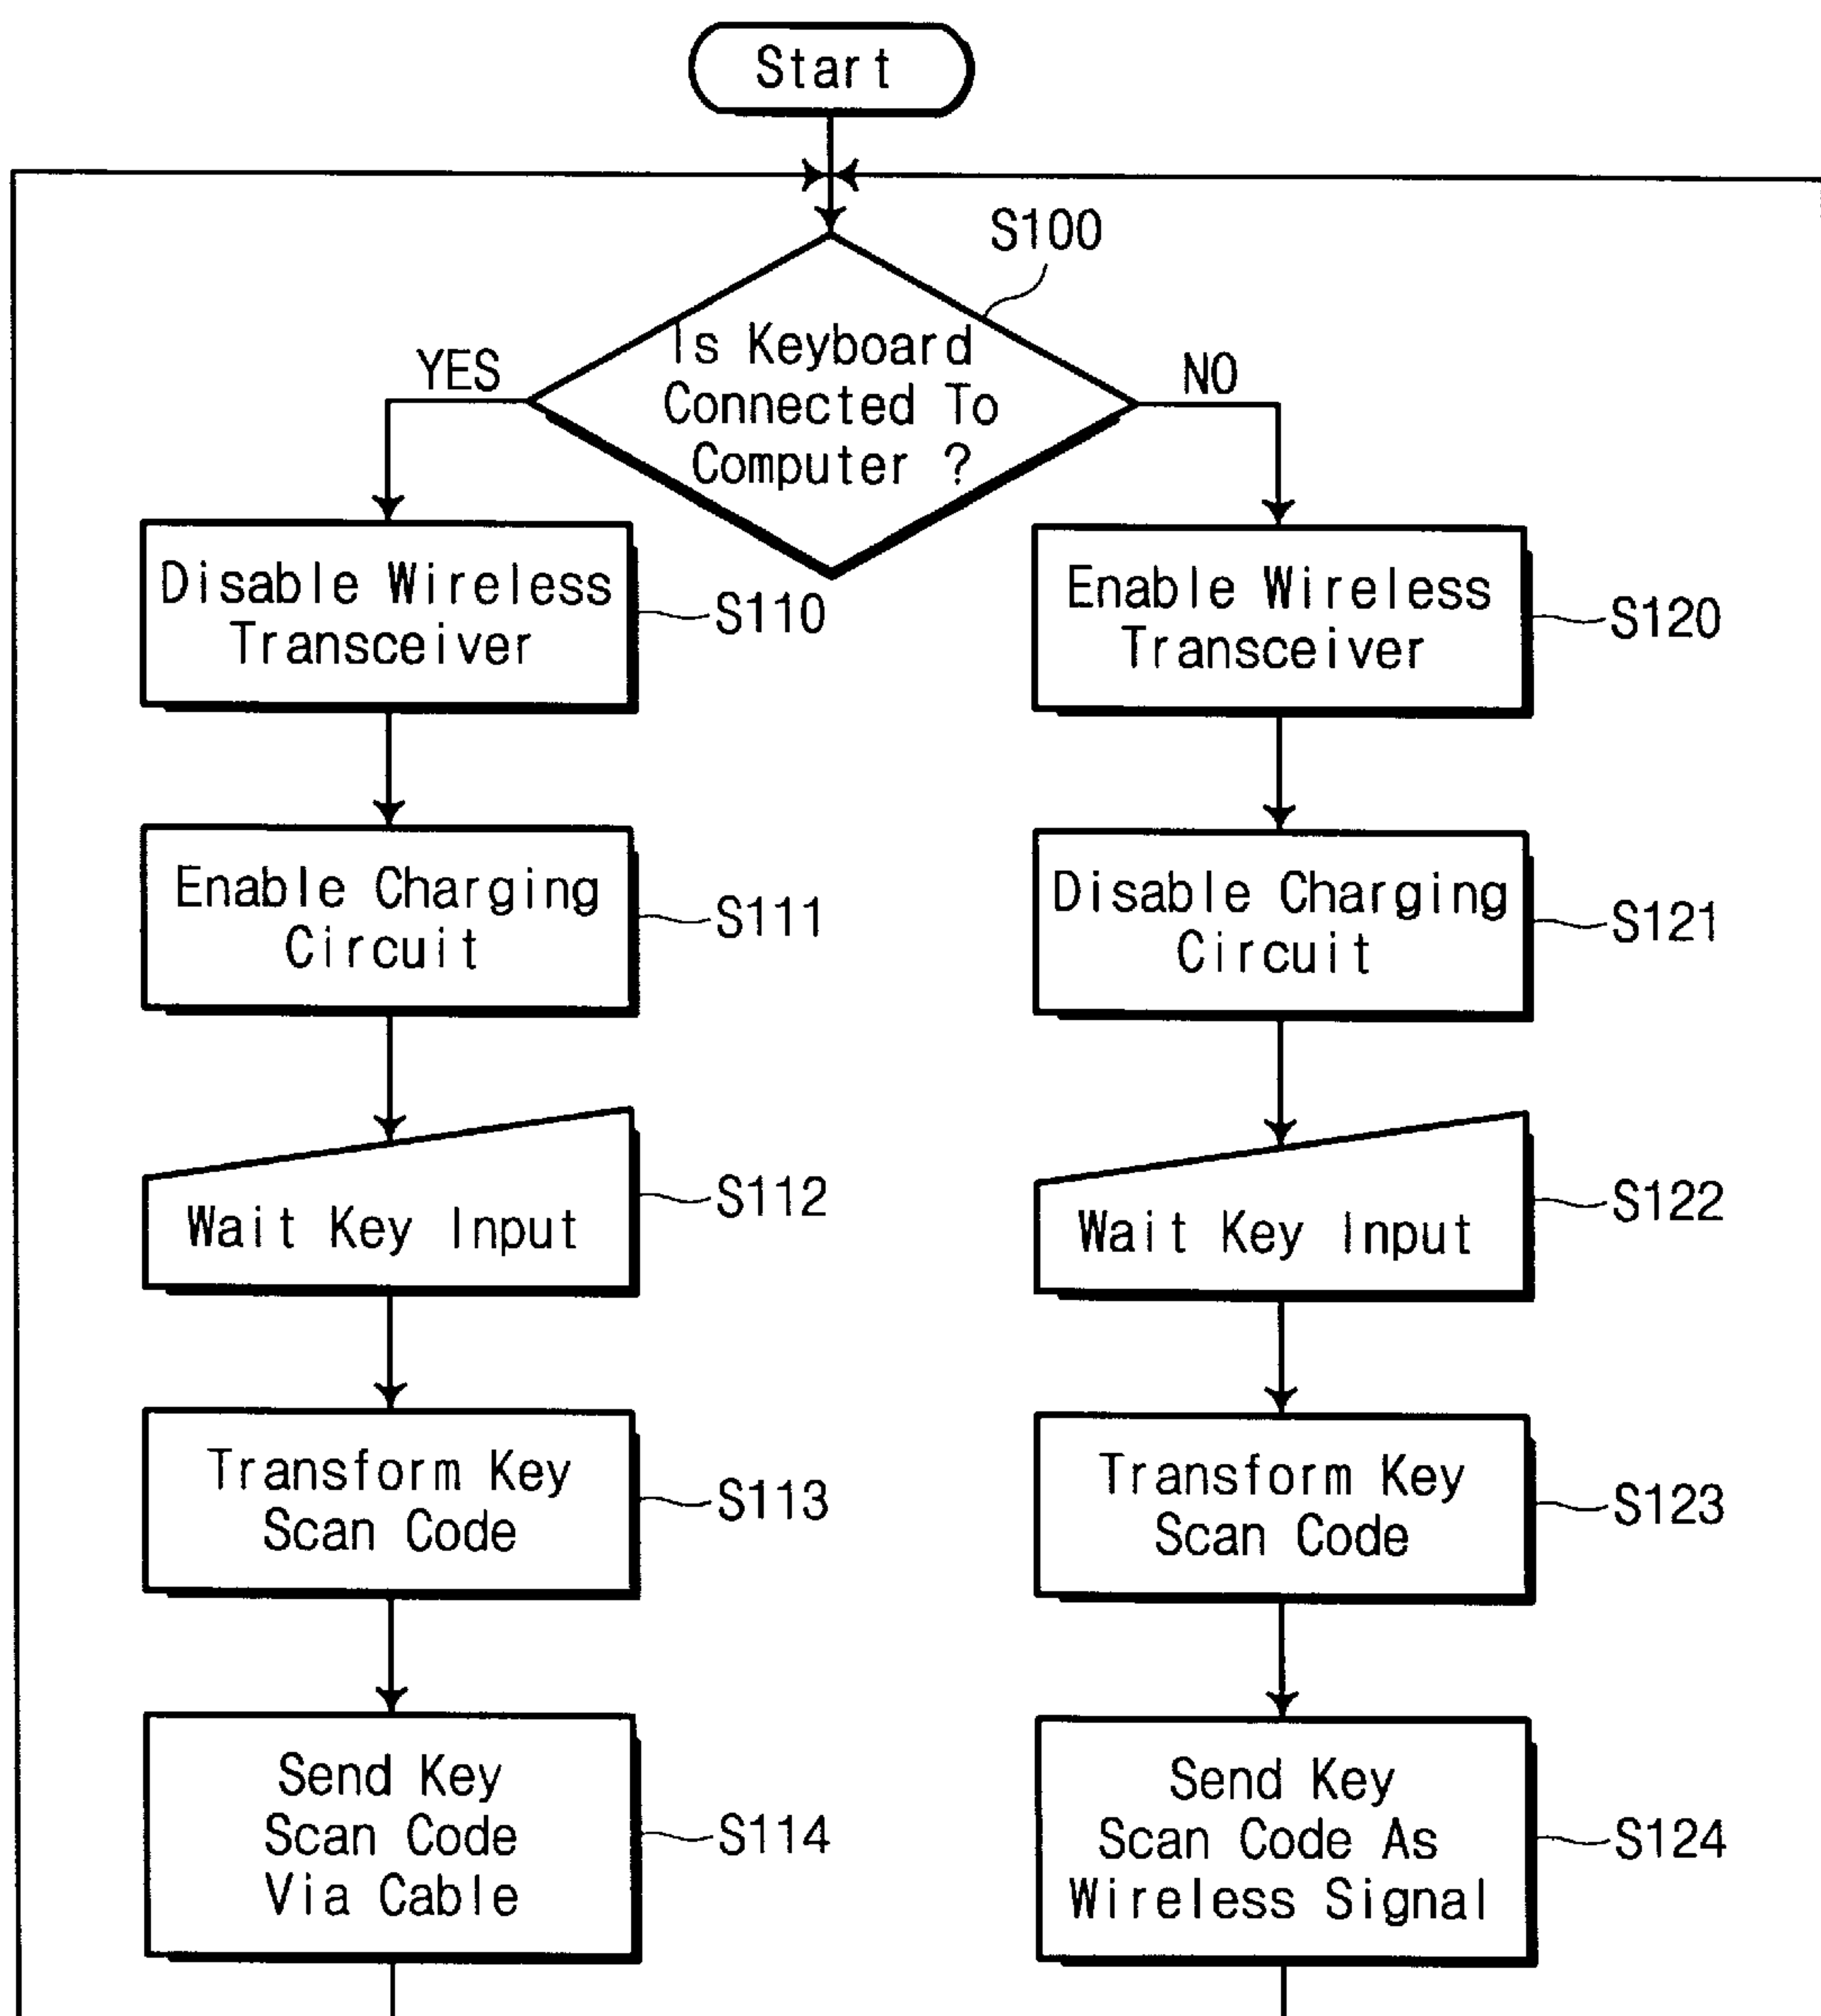 Start
S100
Is Keyboard
Connected To
Computer ?
YES
NO
Disable Wireless
Transceiver
S110
Enable Charging
Circuit
S111
Wait Key Input
S112
Transform Key
Scan Code
S113
Send Key
Scan Code
Via Cable
S114
Enable Wireless
Transceiver
S120
Disable Charging
Circuit
S121
Wait Key Input
S122
Transform Key
Scan Code
S123
Send Key
Scan Code As
Wireless Signal
S124